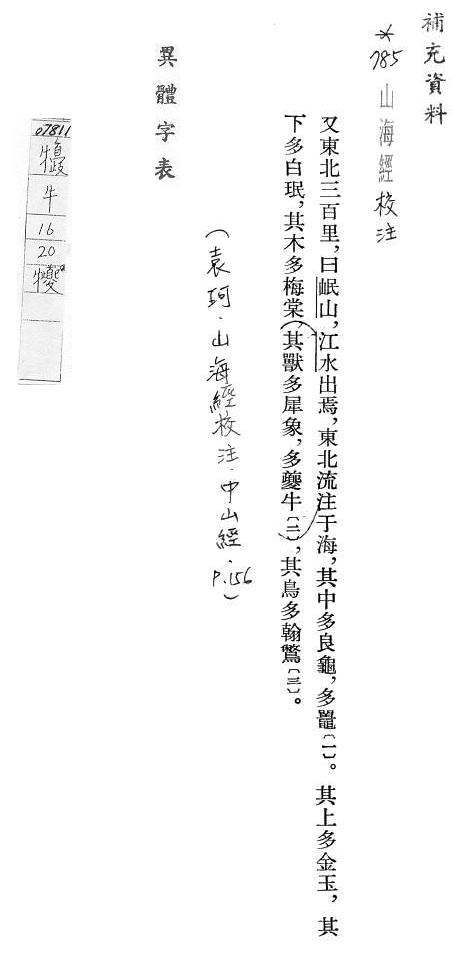 補充資料
*785 山海經校注
又東北三百里，曰岷山，江水出焉，東北流注于海，其中多良龜，多鼉〔一〕。其上多金玉，其
下多白珉，其木多梅棠，其獸多犀象，多夔牛〔二〕，其鳥多翰鷩〔三〕。
（袁珂．山海經校注．中山經．P.156）
異體字表
07811
牛
16
20
犪